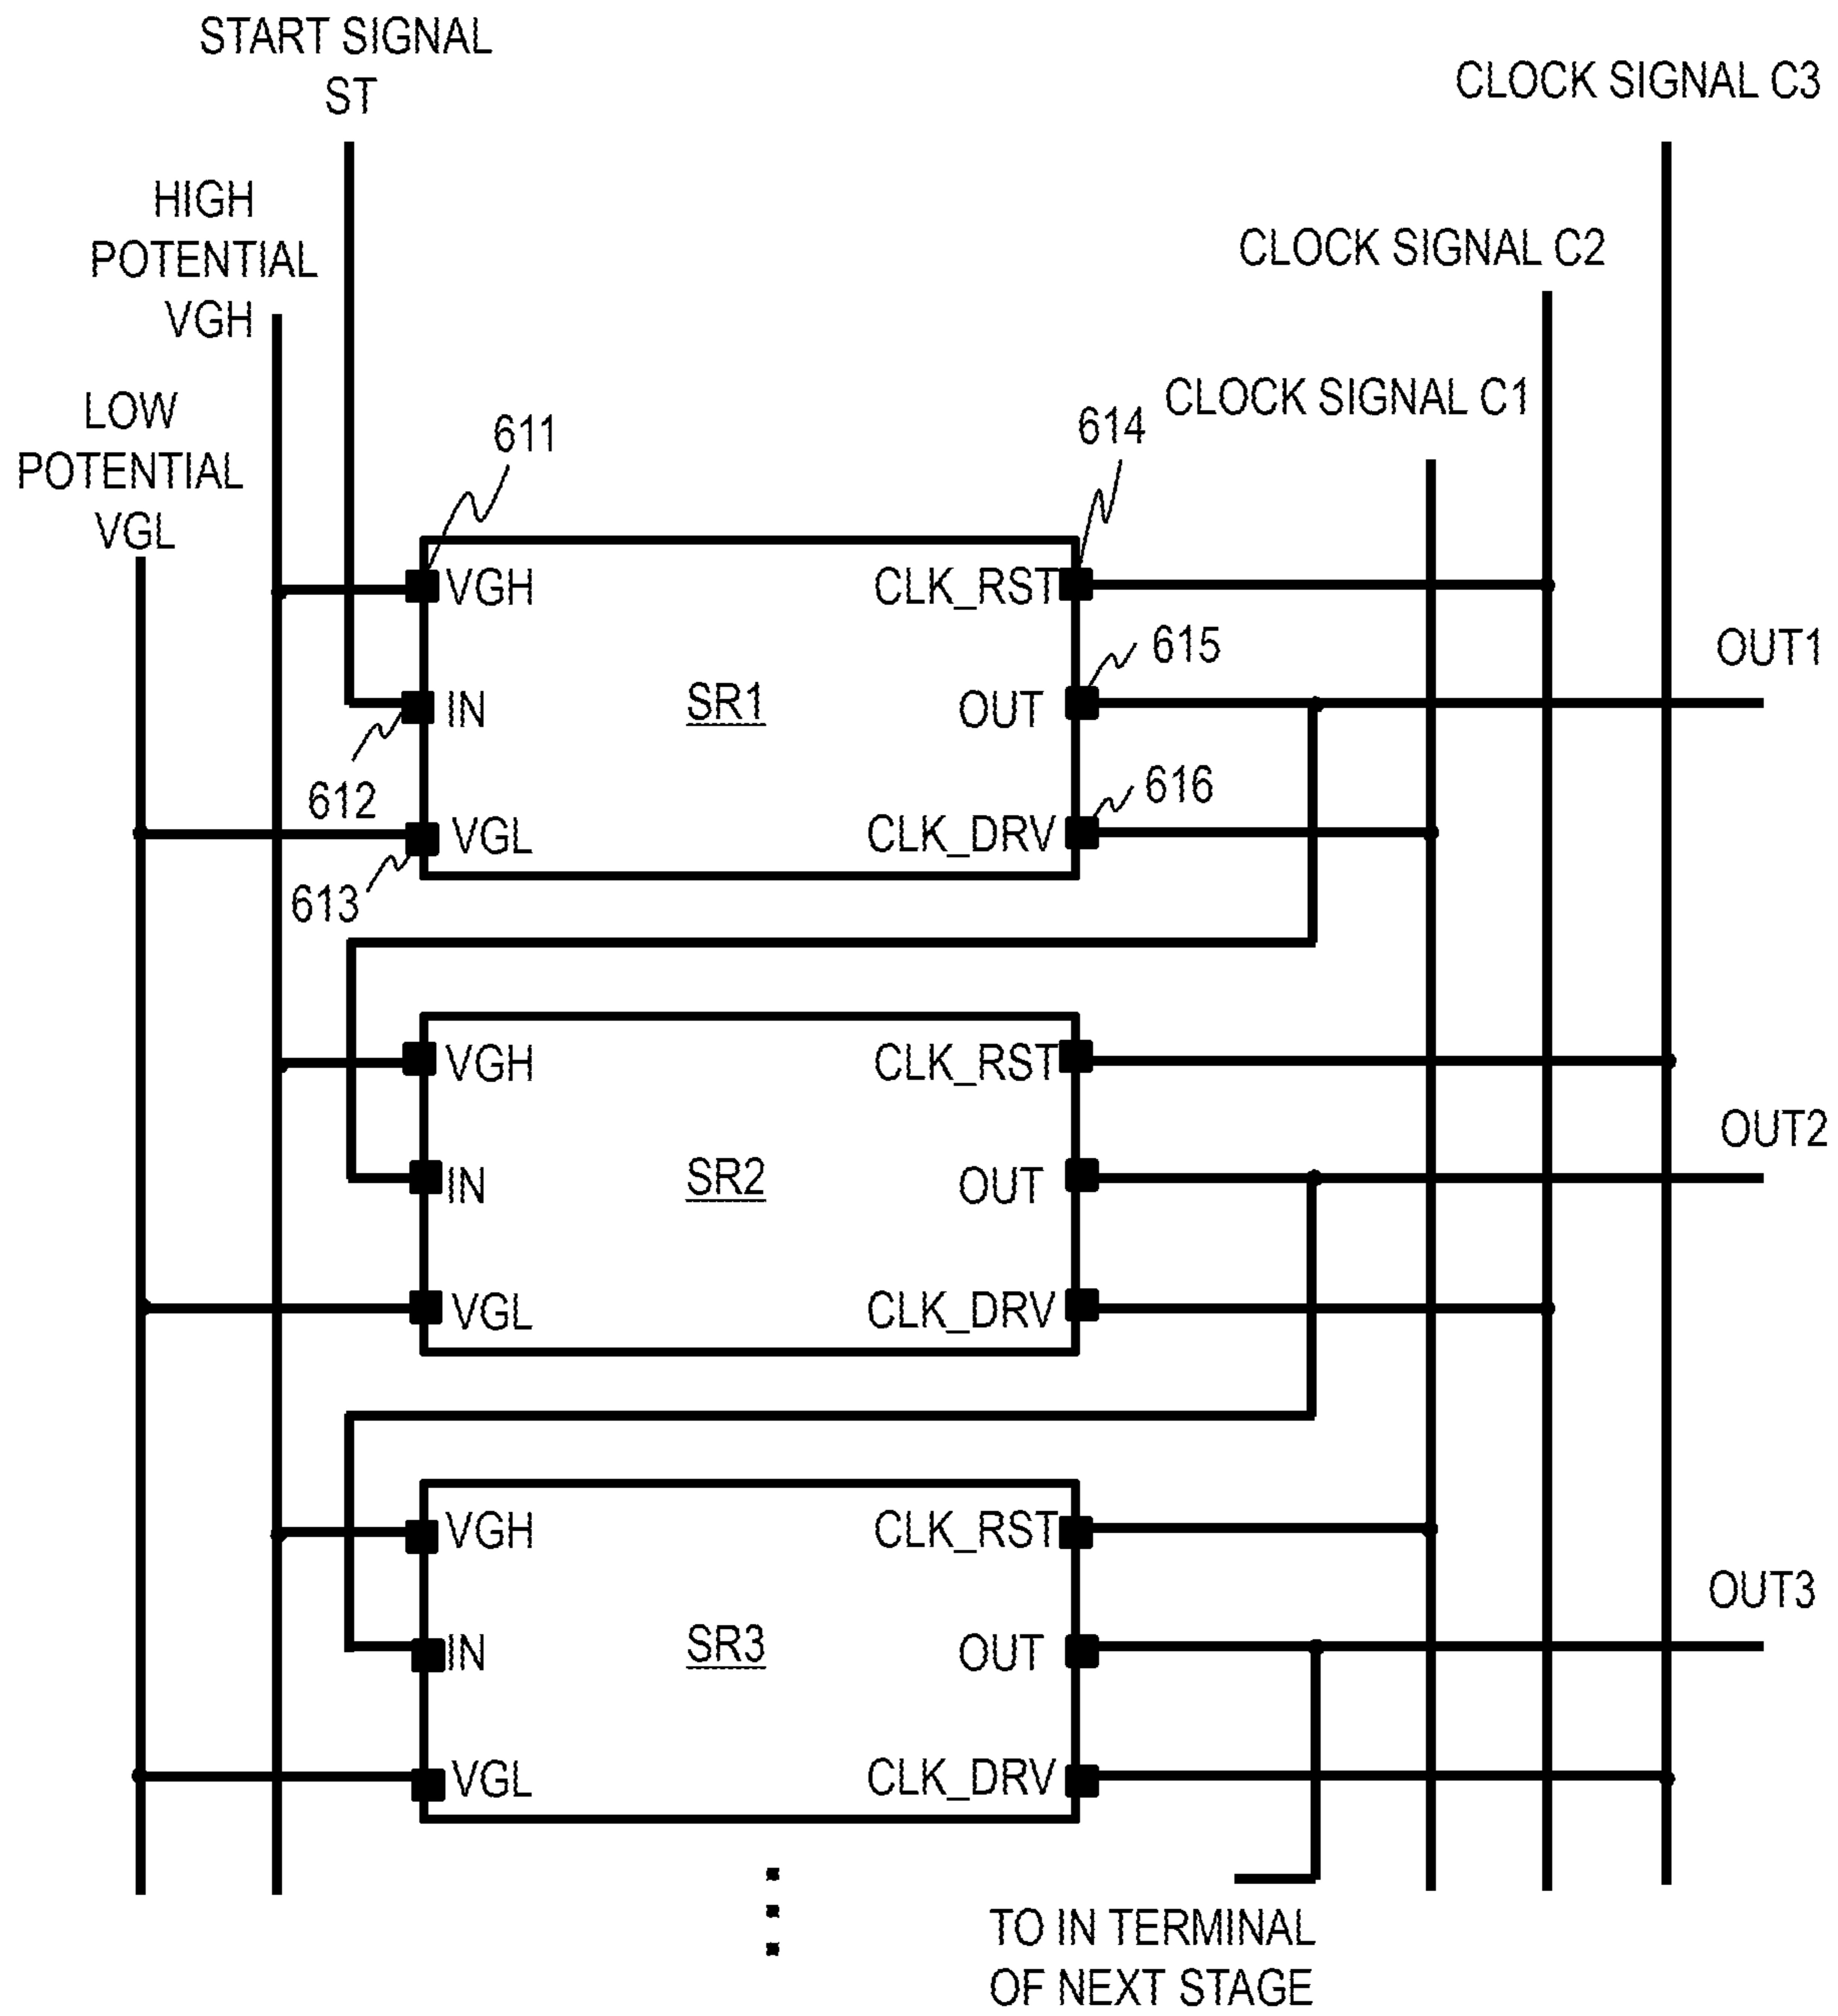 START SIGNAL
ST
CLOCK SIGNAL C3
HIGH
POTENTIAL
VGH
CLOCK SIGNAL C2
LOW
POTENTIAL
VGL
CLOCK SIGNAL C1
611
614
VGH
CLK_RST
615
OUT1
IN
SR1
OUT
612
616
VGL
CLK_DRV
613
VGH
CLK_RST
OUT2
IN
SR2
OUT
VGL
CLK_DRV
VGH
CLK_RST
OUT3
IN
SR3
OUT
VGL
CLK_DRV
TO IN TERMINAL
OF NEXT STAGE